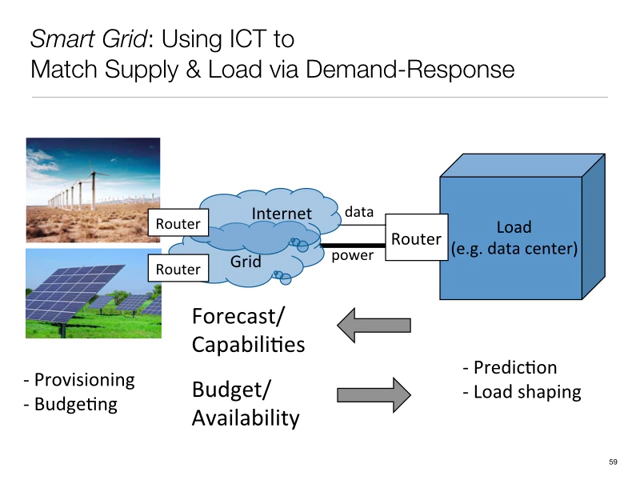 Smart Grid: Using ICT to
Match Supply & Load via Demand-Response
Router
Internet
data
Router
Load
(e.g. data center)
Router
Grid
power
Forecast/
Capabilities
- Provisioning
- Budgeting
Budget/
Availability
- Prediction
- Load shaping
59